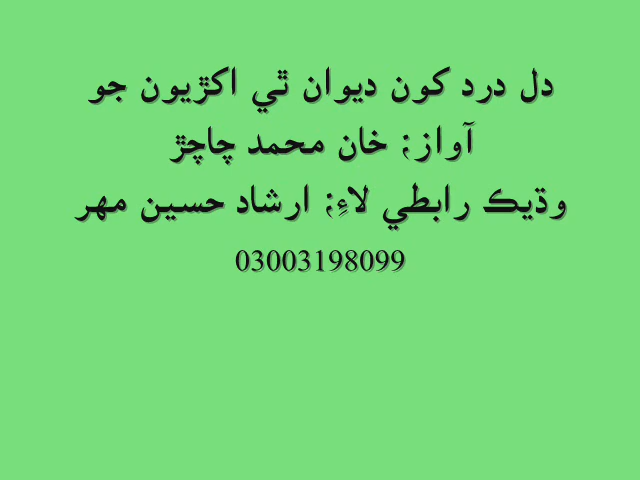 دل درد کون ديوان ٿي اکڙيون جو
آواز؛ خان محمد چاچڙ
وڌيڪ رابطي لاءِ؛ ارشاد حسين مهر
03003198099